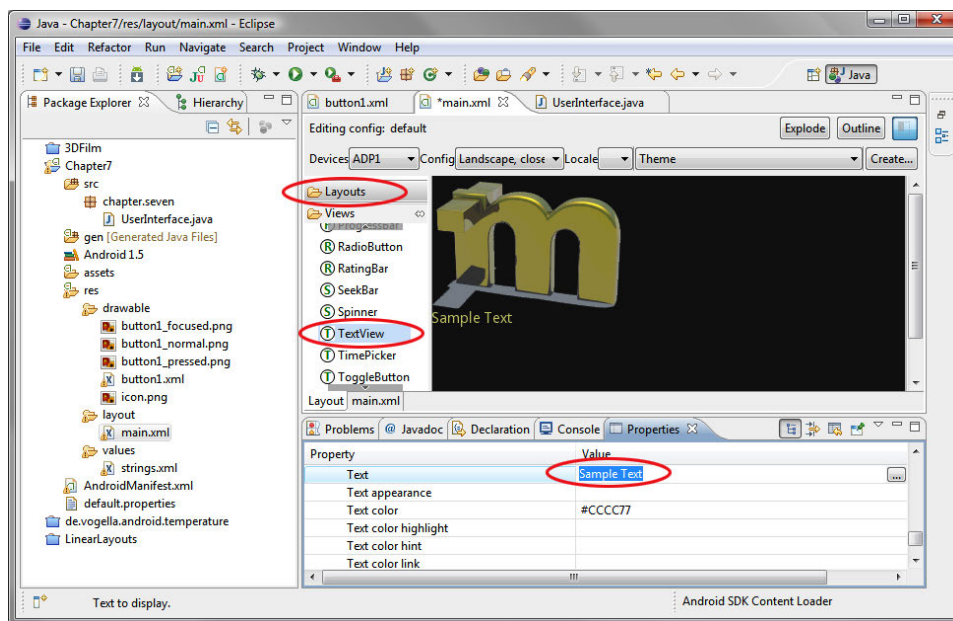 Java - Chapter7/res/layout/main.xml - Eclipse
File Edit Refactor Run Navigate Search Project Window Help
Java
Package Explorer
Hierarchy
3DFilm
Chapter7
src
chapter.seven
UserInterface.java
gen [Generated Java Files]
Android 1.5
assets
res
drawable
button1_focused.png
button1_normal.png
button1_pressed.png
button1.xml
icon.png
layout
main.xml
values
strings.xml
AndroidManifest.xml
default.properties
de.vogella.android.temperature
LinearLayouts
button1.xml
*main.xml
UserInterface.java
Editing config: default
Explode
Outline
Devices ADP1
Config Landscape, close
Locale
Theme
Create...
Layouts
Views
ProgressBar
RadioButton
RatingBar
SeekBar
Spinner
TextView
TimePicker
ToggleButton
m
Sample Text
Layout main.xml
Problems @ Javadoc Declaration Console Properties
Property Value
Text Sample Text
Text appearance
Text color #CCCC77
Text color highlight
Text color hint
Text color link
Text to display.
Android SDK Content Loader